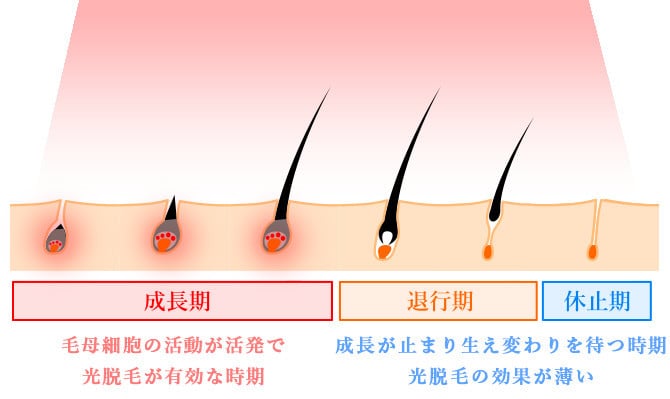 成長期
退行期
休止期
毛母細胞の活動が活発で
光脱毛が有効な時期
成長が止まり生え変わりを待つ時期
光脱毛の効果が薄い